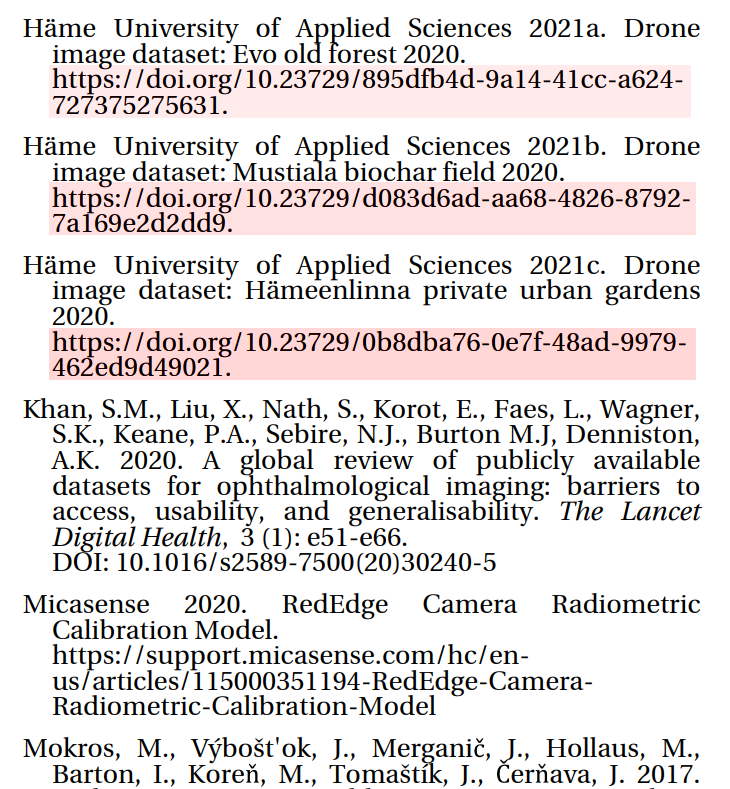 Häme University of Applied Sciences 2021a. Drone
image dataset: Evo old forest 2020.
https://doi.org/10.23729/895dfb4d-9a14-41cc-a624-
727375275631.
Häme University of Applied Sciences 2021b. Drone
image dataset: Mustiala biochar field 2020.
https://doi.org/10.23729/d083d6ad-aa68-4826-8792-
7a169e2d2dd9.
Häme University of Applied Sciences 2021c. Drone
image dataset: Hämeenlinna private urban gardens
2020.
https://doi.org/10.23729/0b8dba76-0e7f-48ad-9979-
462ed9d49021.
Khan, S.M., Liu, X., Nath, S., Korot, E., Faes, L., Wagner,
S.K., Keane, P.A., Sebire, N.J., Burton M.J, Denniston,
A.K. 2020. A global review of publicly available
datasets for ophthalmological imaging: barriers to
access, usability, and generalisability. The Lancet
Digital Health, 3 (1): e51-e66.
DOI: 10.1016/s2589-7500(20)30240-5
Micasense 2020. RedEdge Camera Radiometric
Calibration Model.
https://support.micasense.com/hc/en-
us/articles/115000351194-RedEdge-Camera-
Radiometric-Calibration-Model
Mokros, M., Výbošt'ok, J., Merganič, J., Hollaus, M.,
Barton, I., Koreň, M., Tomaštík, J., Čerňava, J. 2017.